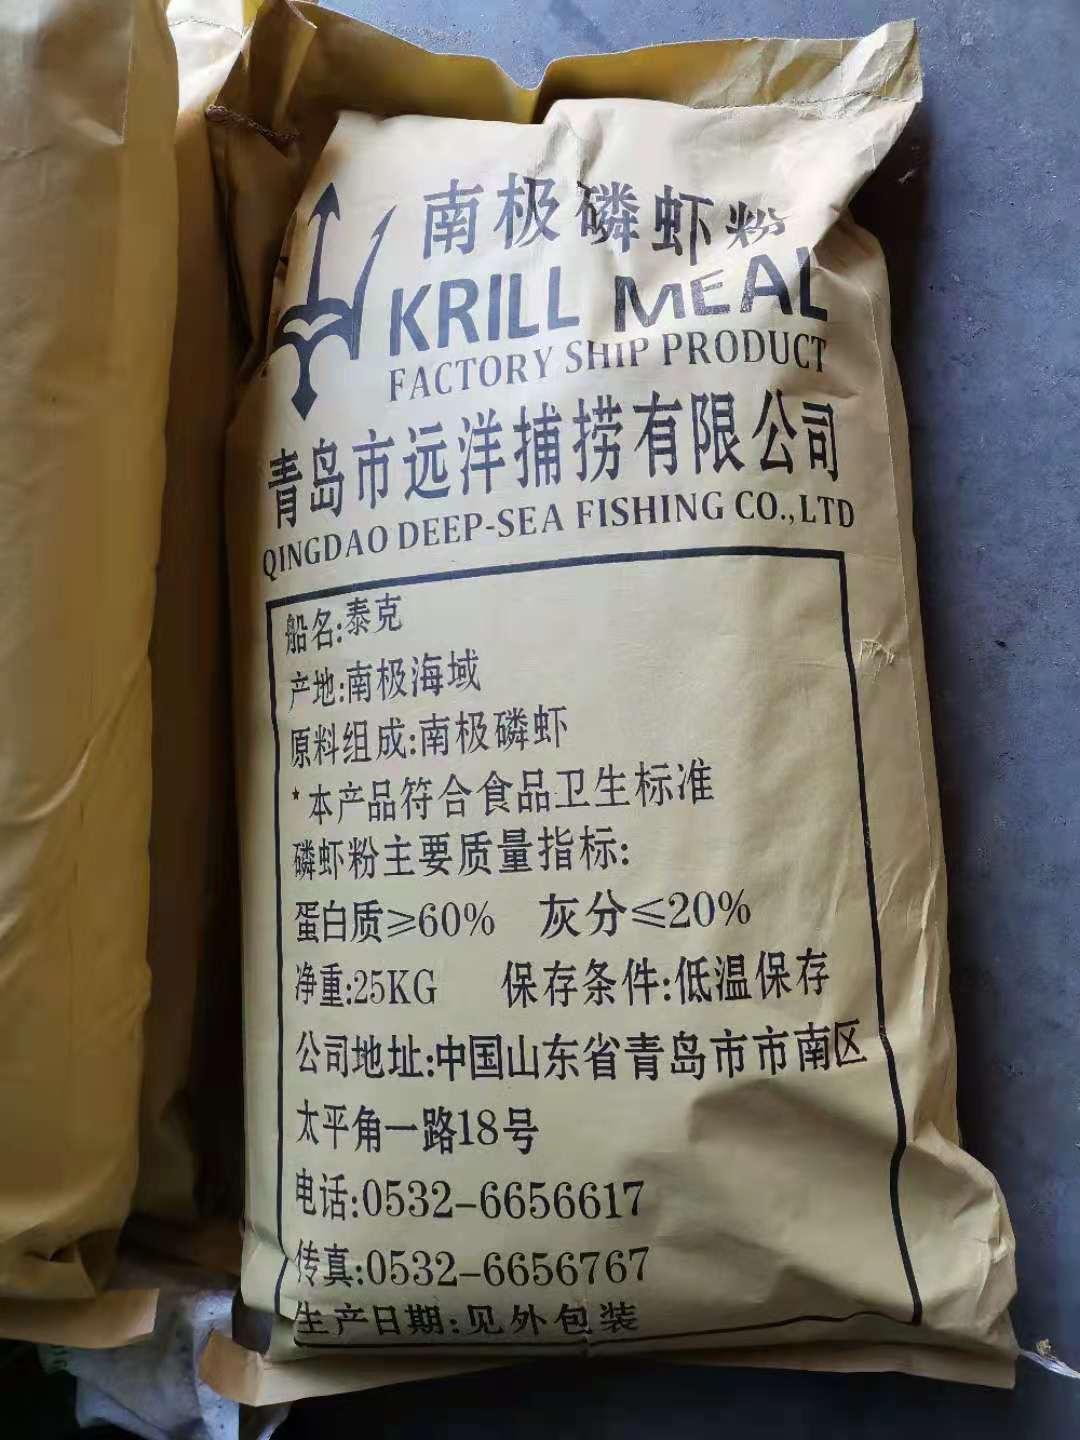 南极磷虾粉
KRILL MEAL
FACTORY SHIP PRODUCT
青岛市远洋捕捞有限公司
QINGDAO DEEP-SEA FISHING CO.,LTD
船名:泰克
产地:南极海域
原料组成:南极磷虾
*本产品符合食品卫生标准
磷虾粉主要质量指标:
蛋白质≥60% 灰分≤20%
净重:25KG 保存条件:低温保存
公司地址:中国山东省青岛市市南区
太平角一路18号
电话:0532-6656617
传真:0532-6656767
生产日期:见外包装